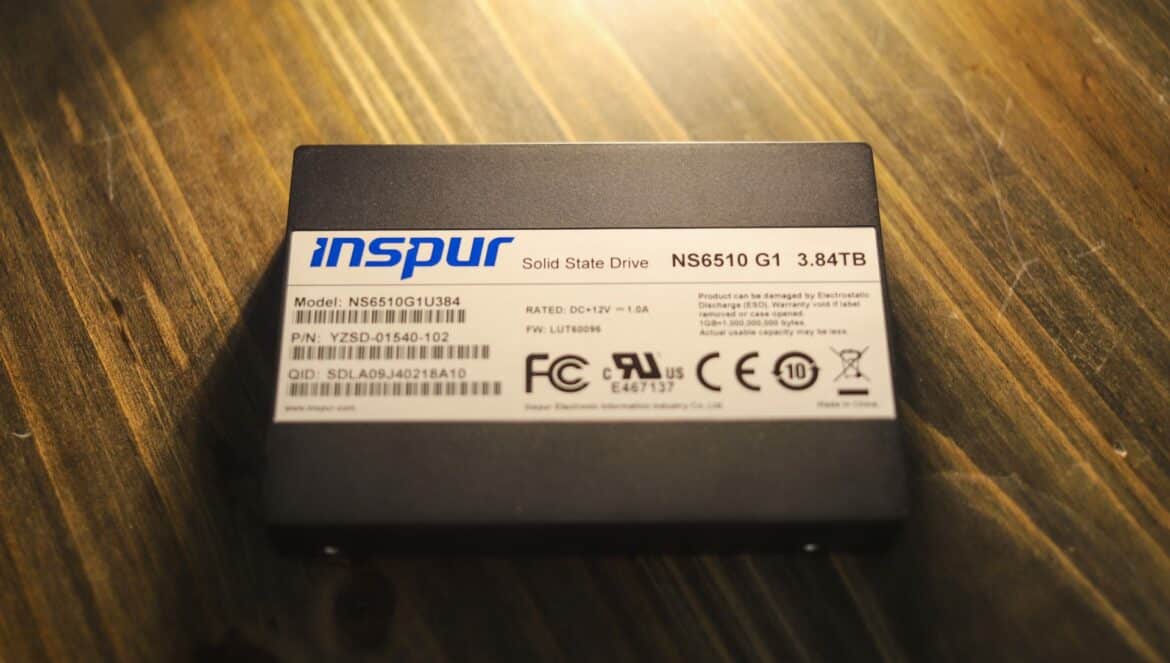 inspur Solid State Drive NS6510 G1 3.84TB
Model: NS6510G1U384
P/N: YZSD-01540-102
QID: SDLA09J40218A10
www.inspur.com
RATED: DC+12V ⎓ 1.0A
FW: LUT60096
Product can be damaged by Electrostatic
Discharge (ESD). Warranty void if label
removed or case opened.
1GB=1,000,000,000 bytes.
Actual usable capacity may be less.
FC c RU US CE 10
E467137
Inspur Electronic Information Industry Co.,Ltd.
Made in China